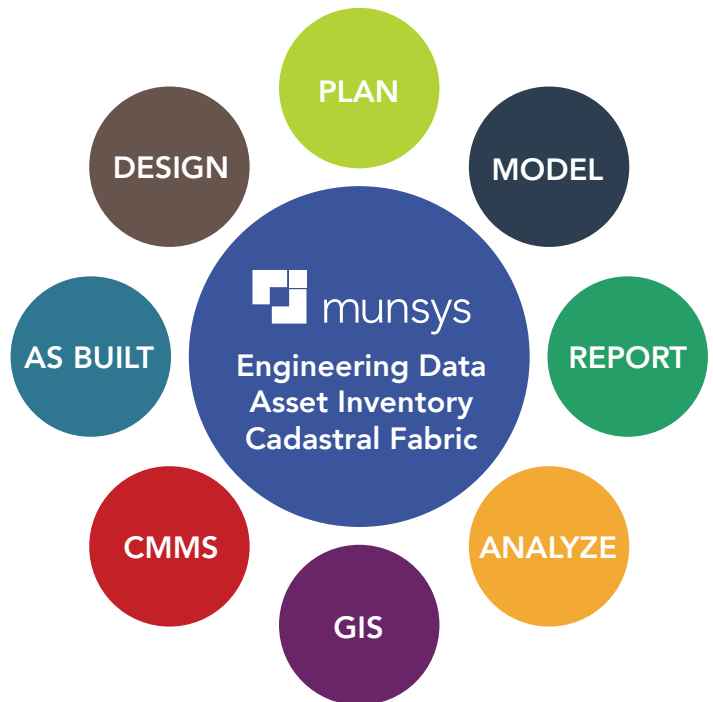 PLAN
DESIGN
MODEL
munsys
Engineering Data
Asset Inventory
Cadastral Fabric
AS BUILT
REPORT
CMMS
ANALYZE
GIS